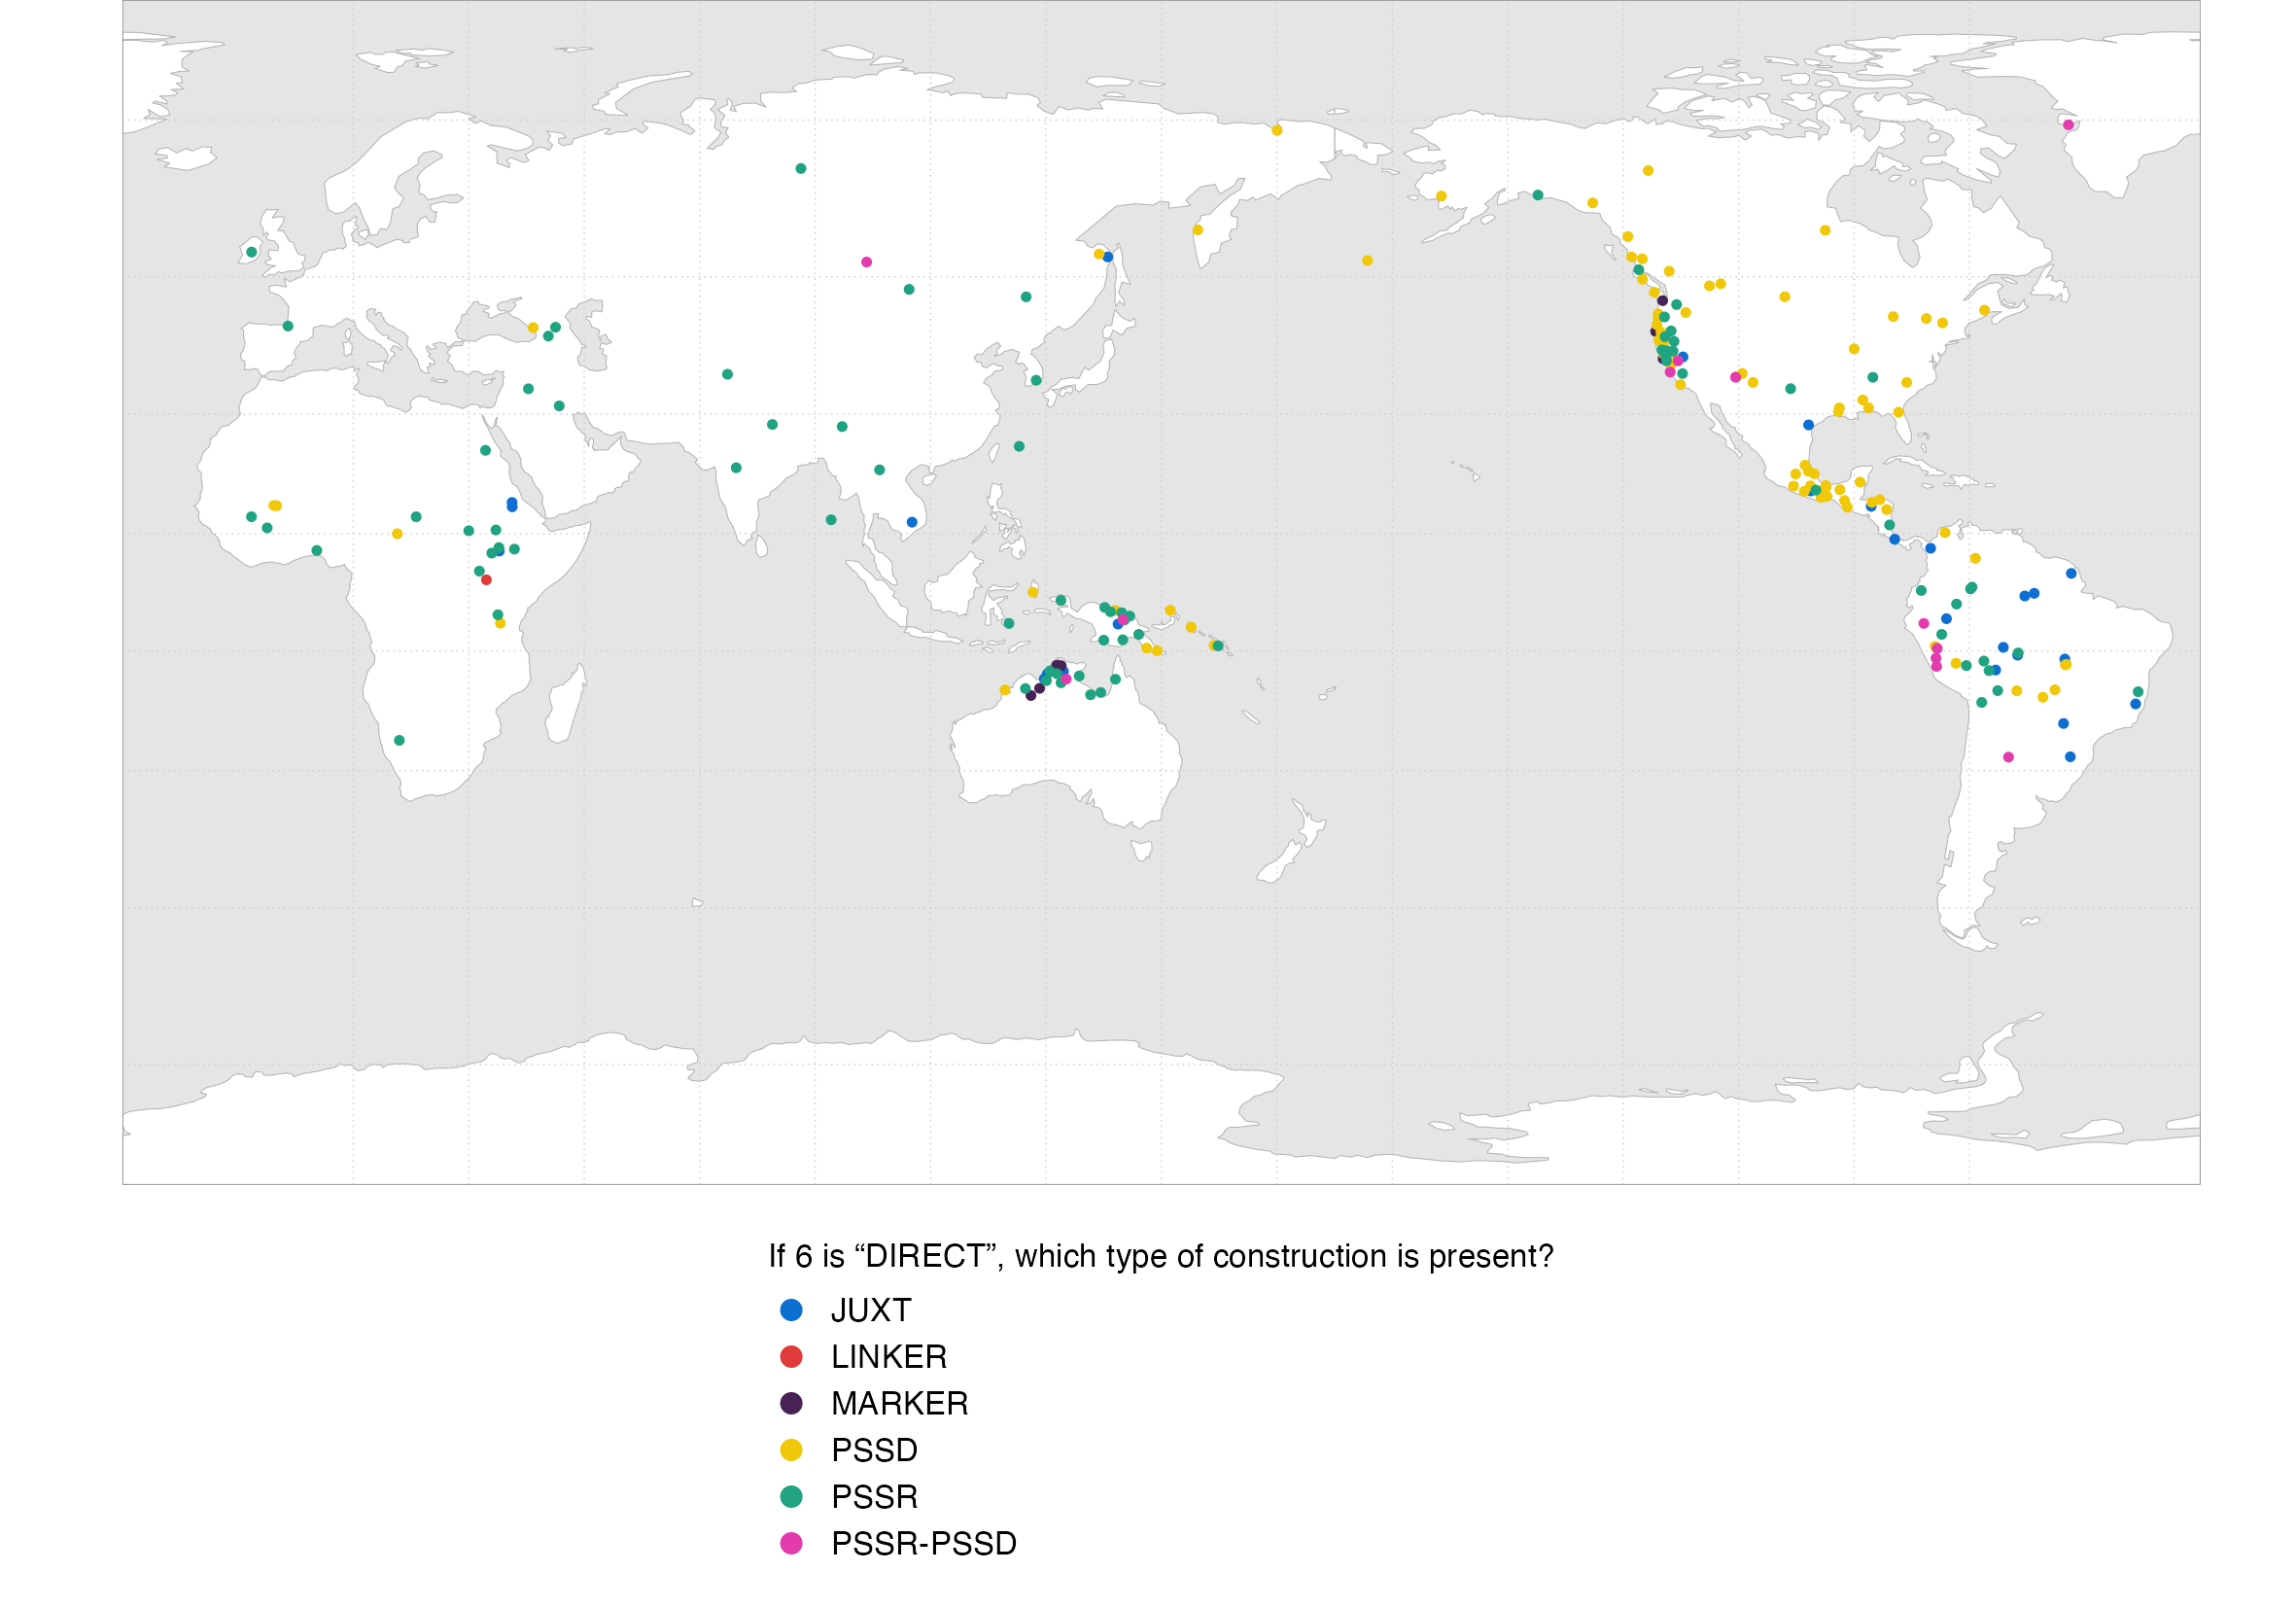 If 6 is “DIRECT”, which type of construction is present?
JUXT
LINKER
MARKER
PSSD
PSSR
PSSR-PSSD